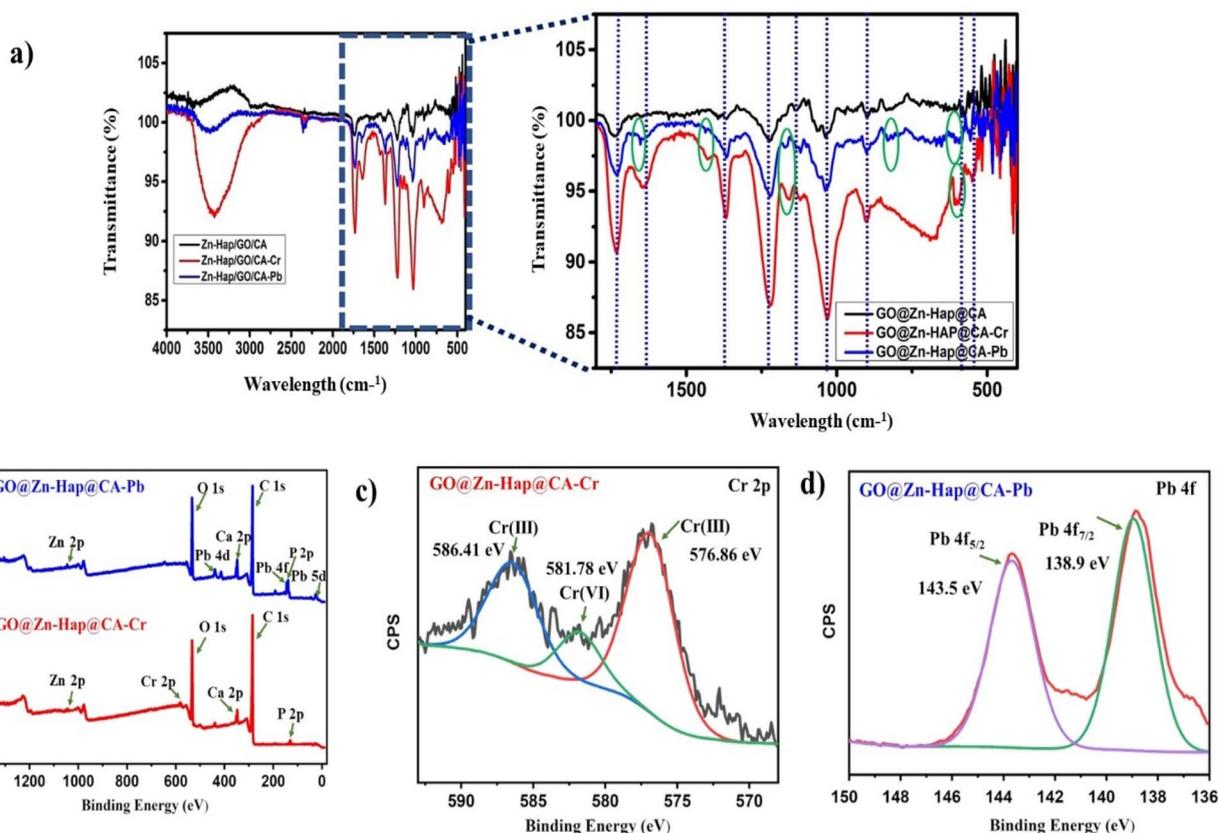 a)
105
100
95
90
85
Transmittance (%)
Zn-Hap/GO/CA
Zn-Hap/GO/CA-Cr
Zn-Hap/GO/CA-Pb
4000 3500 3000 2500 2000 1500 1000 500
Wavelength (cm-1)
105
100
95
90
85
Transmittance (%)
GO@Zn-Hap@CA
GO@Zn-HAP@CA-Cr
GO@Zn-Hap@CA-Pb
1500 1000 500
Wavelength (cm-1)
GO@Zn-Hap@CA-Pb
O 1s
C 1s
Zn 2p
Pb 4d
Ca 2p
Pb 4f
P 2p
Pb 5d
GO@Zn-Hap@CA-Cr
O 1s
C 1s
Zn 2p
Cr 2p
Ca 2p
P 2p
1200 1000 800 600 400 200 0
Binding Energy (eV)
c)
GO@Zn-Hap@CA-Cr
Cr 2p
Cr(III)
586.41 eV
581.78 eV
Cr(VI)
Cr(III)
576.86 eV
CPS
590 585 580 575 570
Binding Energy (eV)
d)
GO@Zn-Hap@CA-Pb
Pb 4f
Pb 4f5/2
143.5 eV
Pb 4f7/2
138.9 eV
CPS
150 148 146 144 142 140 138 136
Binding Energy (eV)